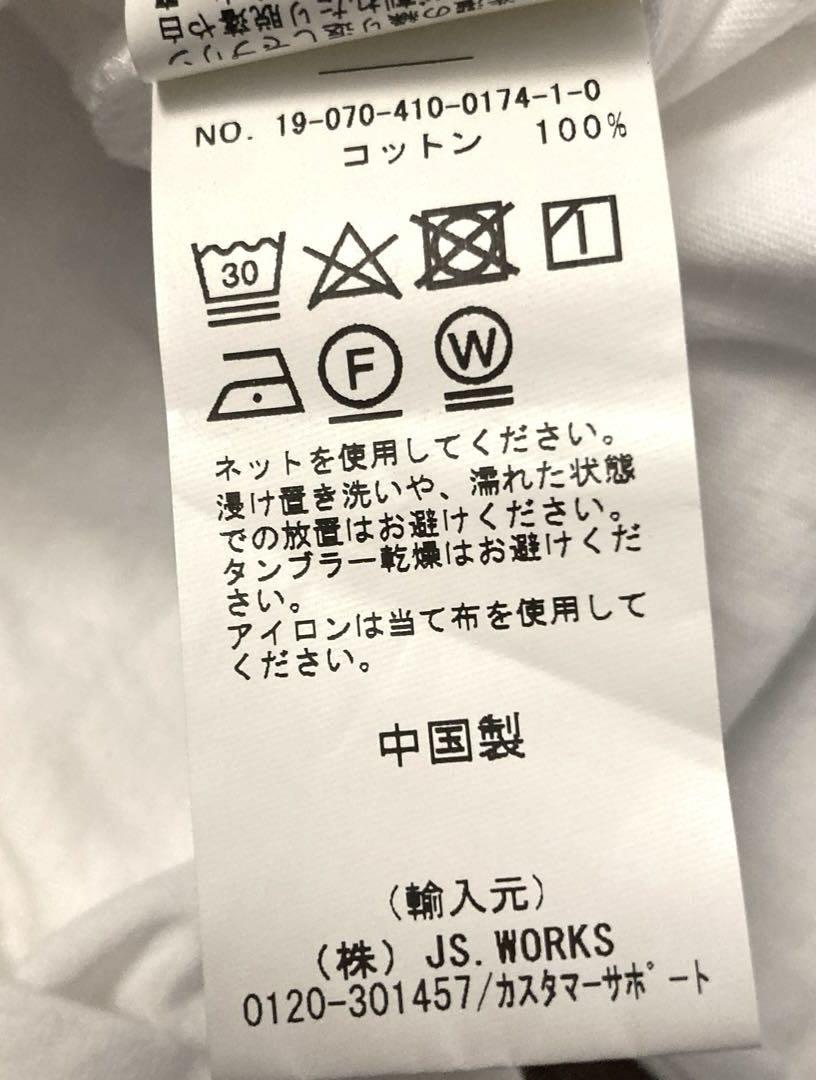 NO. 19-070-410-0174-1-0
コットン 100%
30
F
W
ネットを使用してください。
浸け置き洗いや、濡れた状態
での放置はお避けください。
タンブラー乾燥はお避けくだ
さい。
アイロンは当て布を使用して
ください。
中国製
(輸入元)
(株) JS.WORKS
0120-301457/カスタマーサポート